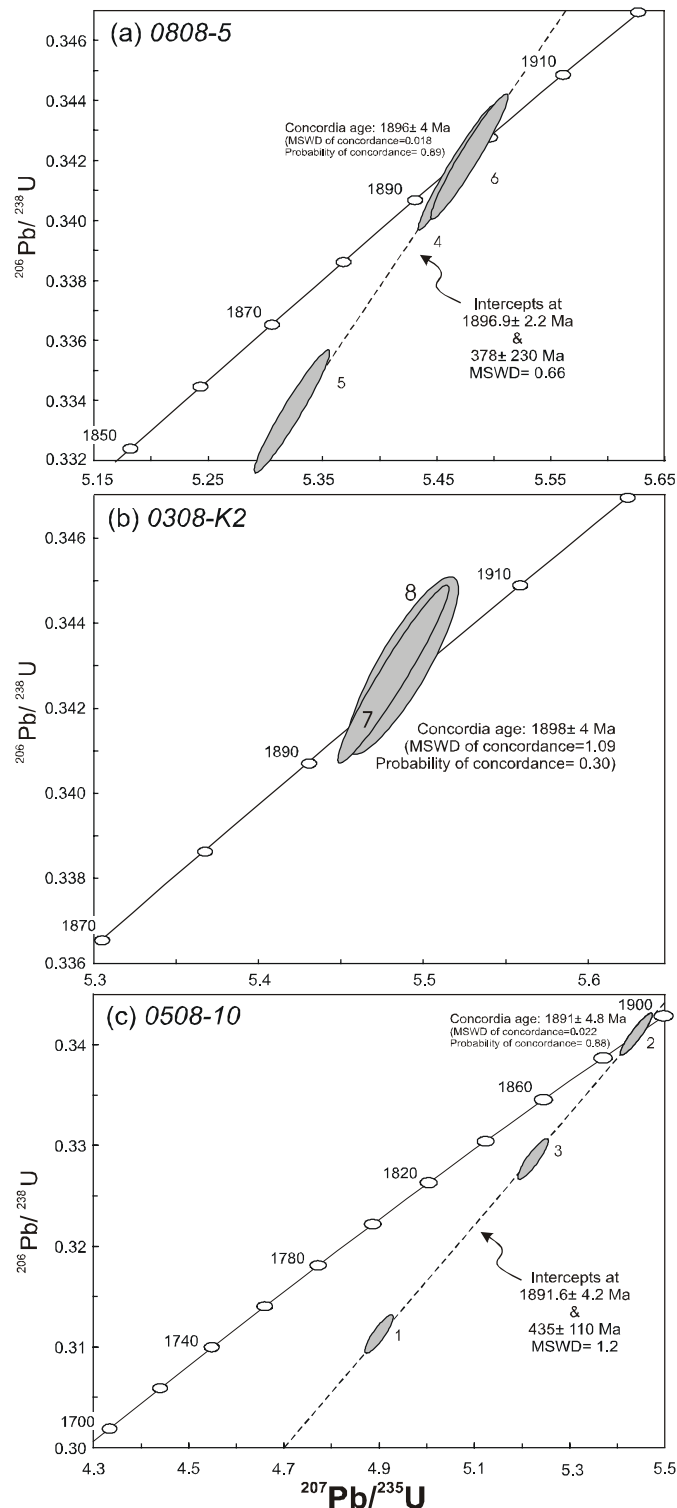 (a) 0808-5
0.346
0.344
0.342
0.340
0.338
0.336
0.334
0.332
206Pb/ 238U
1910
Concordia age: 1896± 4 Ma
(MSWD of concordance=0.018
Probability of concordance= 0.89)
1890
6
4
1870
Intercepts at
1896.9± 2.2 Ma
&
378± 230 Ma
MSWD= 0.66
5
1850
5.15 5.25 5.35 5.45 5.55 5.65
(b) 0308-K2
0.346
0.344
0.342
0.340
0.338
0.336
206Pb/ 238U
1910
8
7
Concordia age: 1898± 4 Ma
(MSWD of concordance=1.09
Probability of concordance= 0.30)
1890
1870
5.3 5.4 5.5 5.6
(c) 0508-10
0.34
0.33
0.32
0.31
0.30
206Pb/ 238U
1900
Concordia age: 1891± 4.8 Ma
(MSWD of concordance=0.022
Probability of concordance= 0.88)
2
1860
3
1820
1780
Intercepts at
1891.6± 4.2 Ma
&
435± 110 Ma
MSWD= 1.2
1740
1
1700
4.3 4.5 4.7 4.9 5.1 5.3 5.5
207Pb/235U